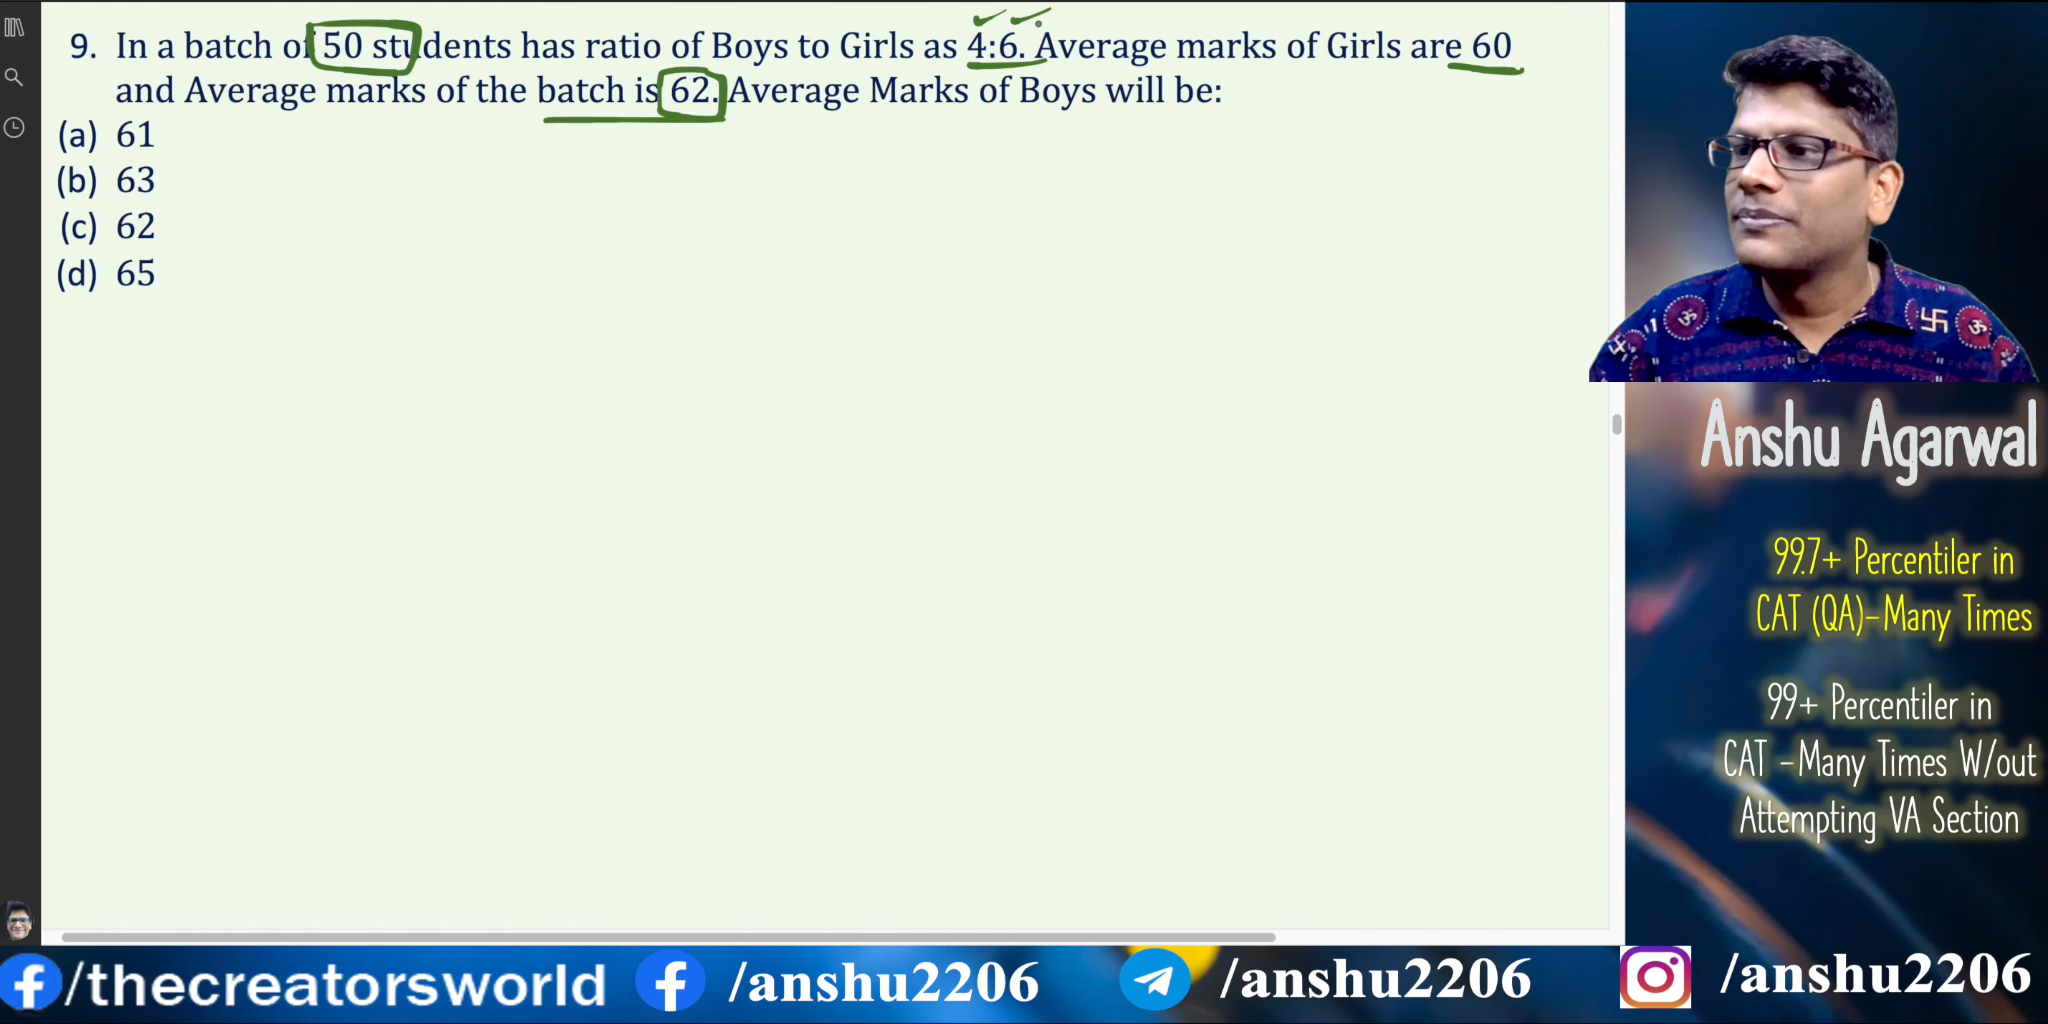 9. In a batch of 50 students has ratio of Boys to Girls as 4:6. Average marks of Girls are 60
and Average marks of the batch is 62. Average Marks of Boys will be:
(a) 61
(b) 63
(c) 62
(d) 65
Anshu Agarwal
99.7+ Percentiler in
CAT (QA)-Many Times
99+ Percentiler in
CAT -Many Times W/out
Attempting VA Section
/thecreatorsworld
/anshu2206
/anshu2206
/anshu2206